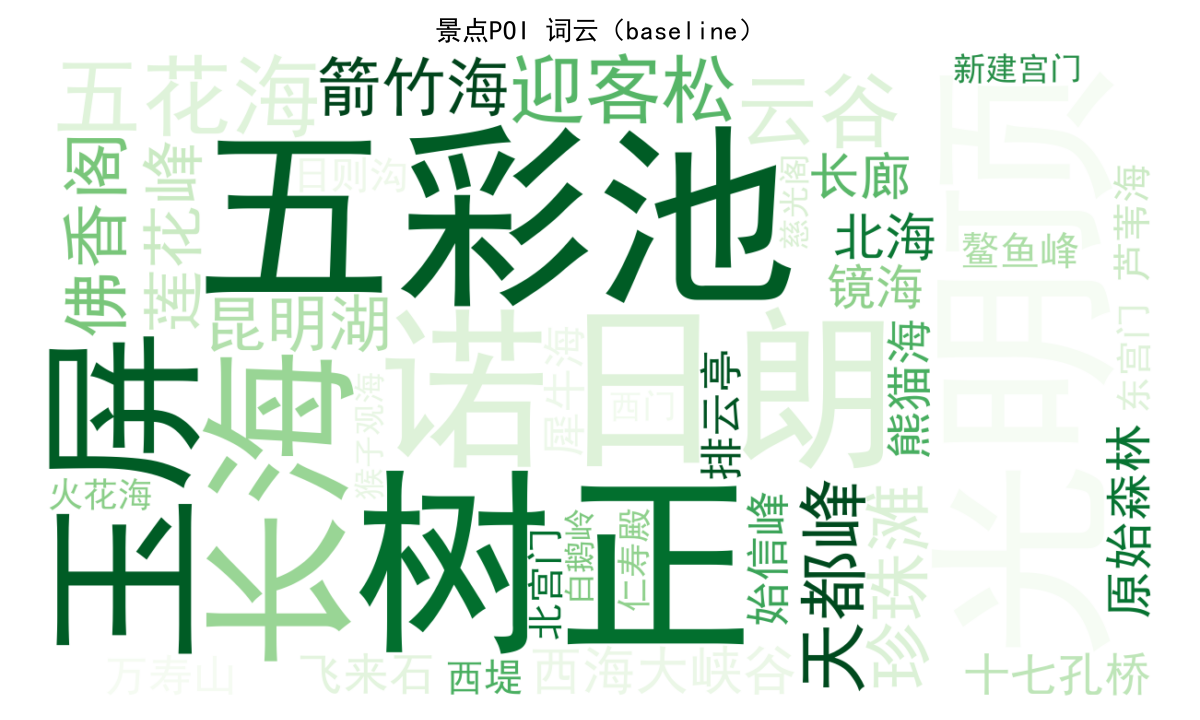 景点POI 词云（baseline）
五花海
箭竹海
迎客松
云谷
新建宫门
光明顶
佛香阁
莲花峰
五彩池
日则沟
慈光阁
长廊
北海
鳌鱼峰
芦苇海
昆明湖
镜海
玉屏
长海
诺日朗
犀牛海
西门
猴子观海
排云亭
熊猫海
东宫门
火花海
树正
北宫门
白鹅岭
仁寿殿
始信峰
天都峰
珍珠滩
原始森林
万寿山
飞来石
西堤
西海大峡谷
十七孔桥